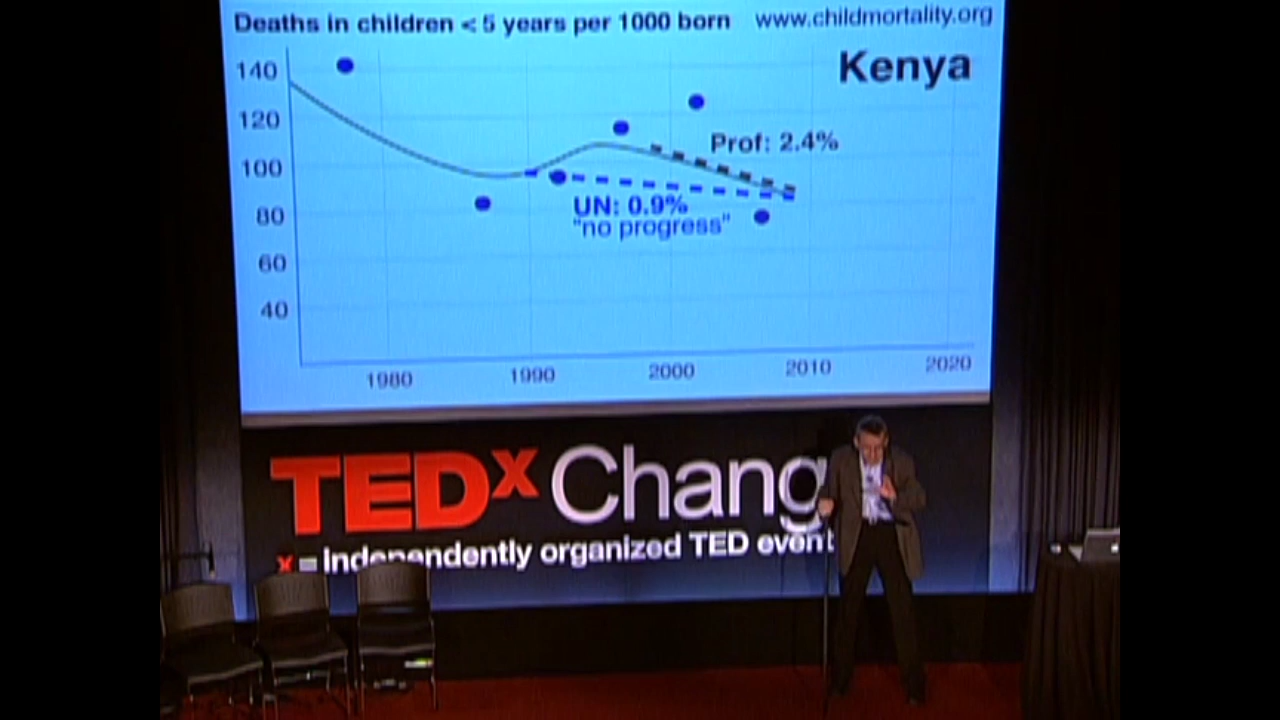 Deaths in children < 5 years per 1000 born
www.childmortality.org
Kenya
140
120
100
80
60
40
Prof: 2.4%
UN: 0.9%
"no progress"
1980
1990
2000
2010
2020
TEDx Chang
x = independently organized TED event